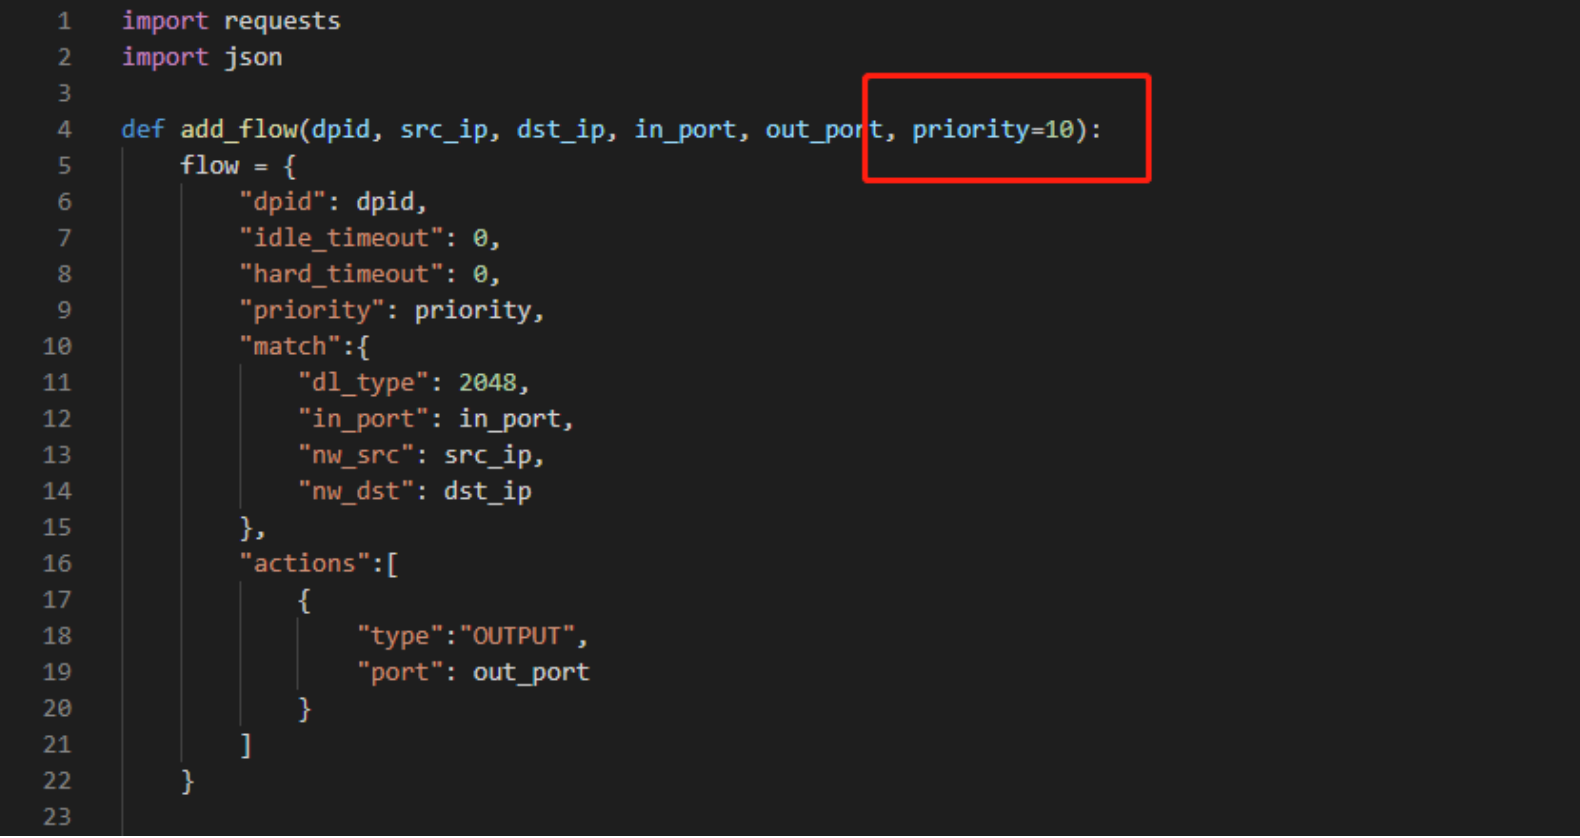 1 import requests
2 import json
3
4 def add_flow(dpid, src_ip, dst_ip, in_port, out_port, priority=10):
5 flow = {
6 "dpid": dpid,
7 "idle_timeout": 0,
8 "hard_timeout": 0,
9 "priority": priority,
10 "match":{
11 "dl_type": 2048,
12 "in_port": in_port,
13 "nw_src": src_ip,
14 "nw_dst": dst_ip
15 },
16 "actions":[
17 {
18 "type":"OUTPUT",
19 "port": out_port
20 }
21 ]
22 }
23